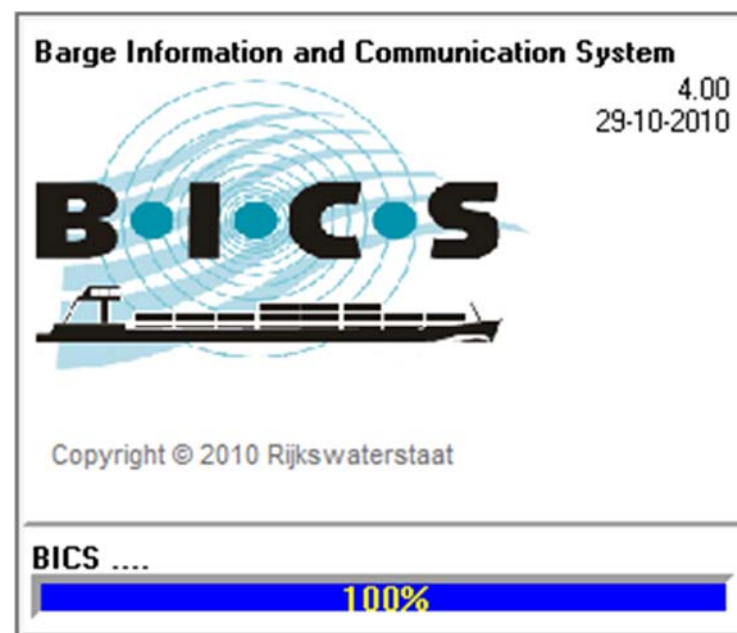 Barge Information and Communication System
4.00
29-10-2010
B•I•C•S
Copyright © 2010 Rijkswaterstaat
BICS ....
100%